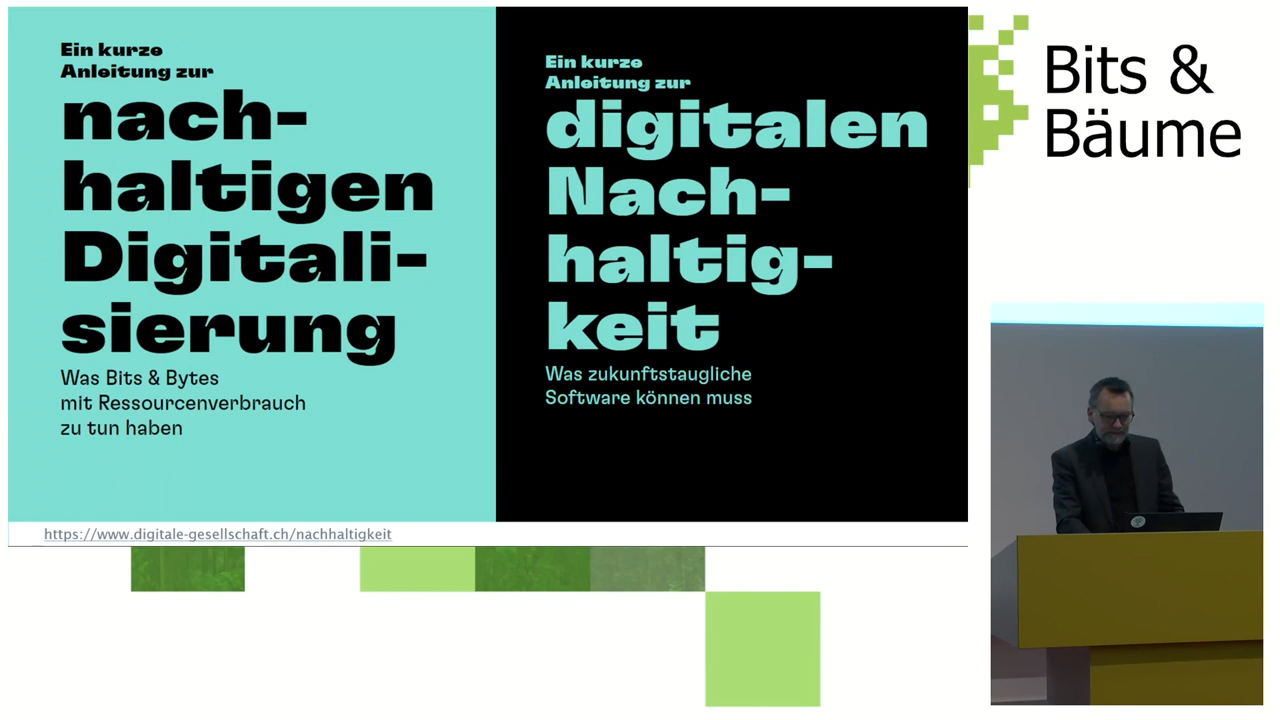 Ein kurze
Anleitung zur
nach-
haltigen
Digitali-
sierung
Was Bits & Bytes
mit Ressourcenverbrauch
zu tun haben
Ein kurze
Anleitung zur
digitalen
Nach-
haltig-
keit
Was zukunftstaugliche
Software können muss
https://www.digitale-gesellschaft.ch/nachhaltigkeit
Bits &
Bäume